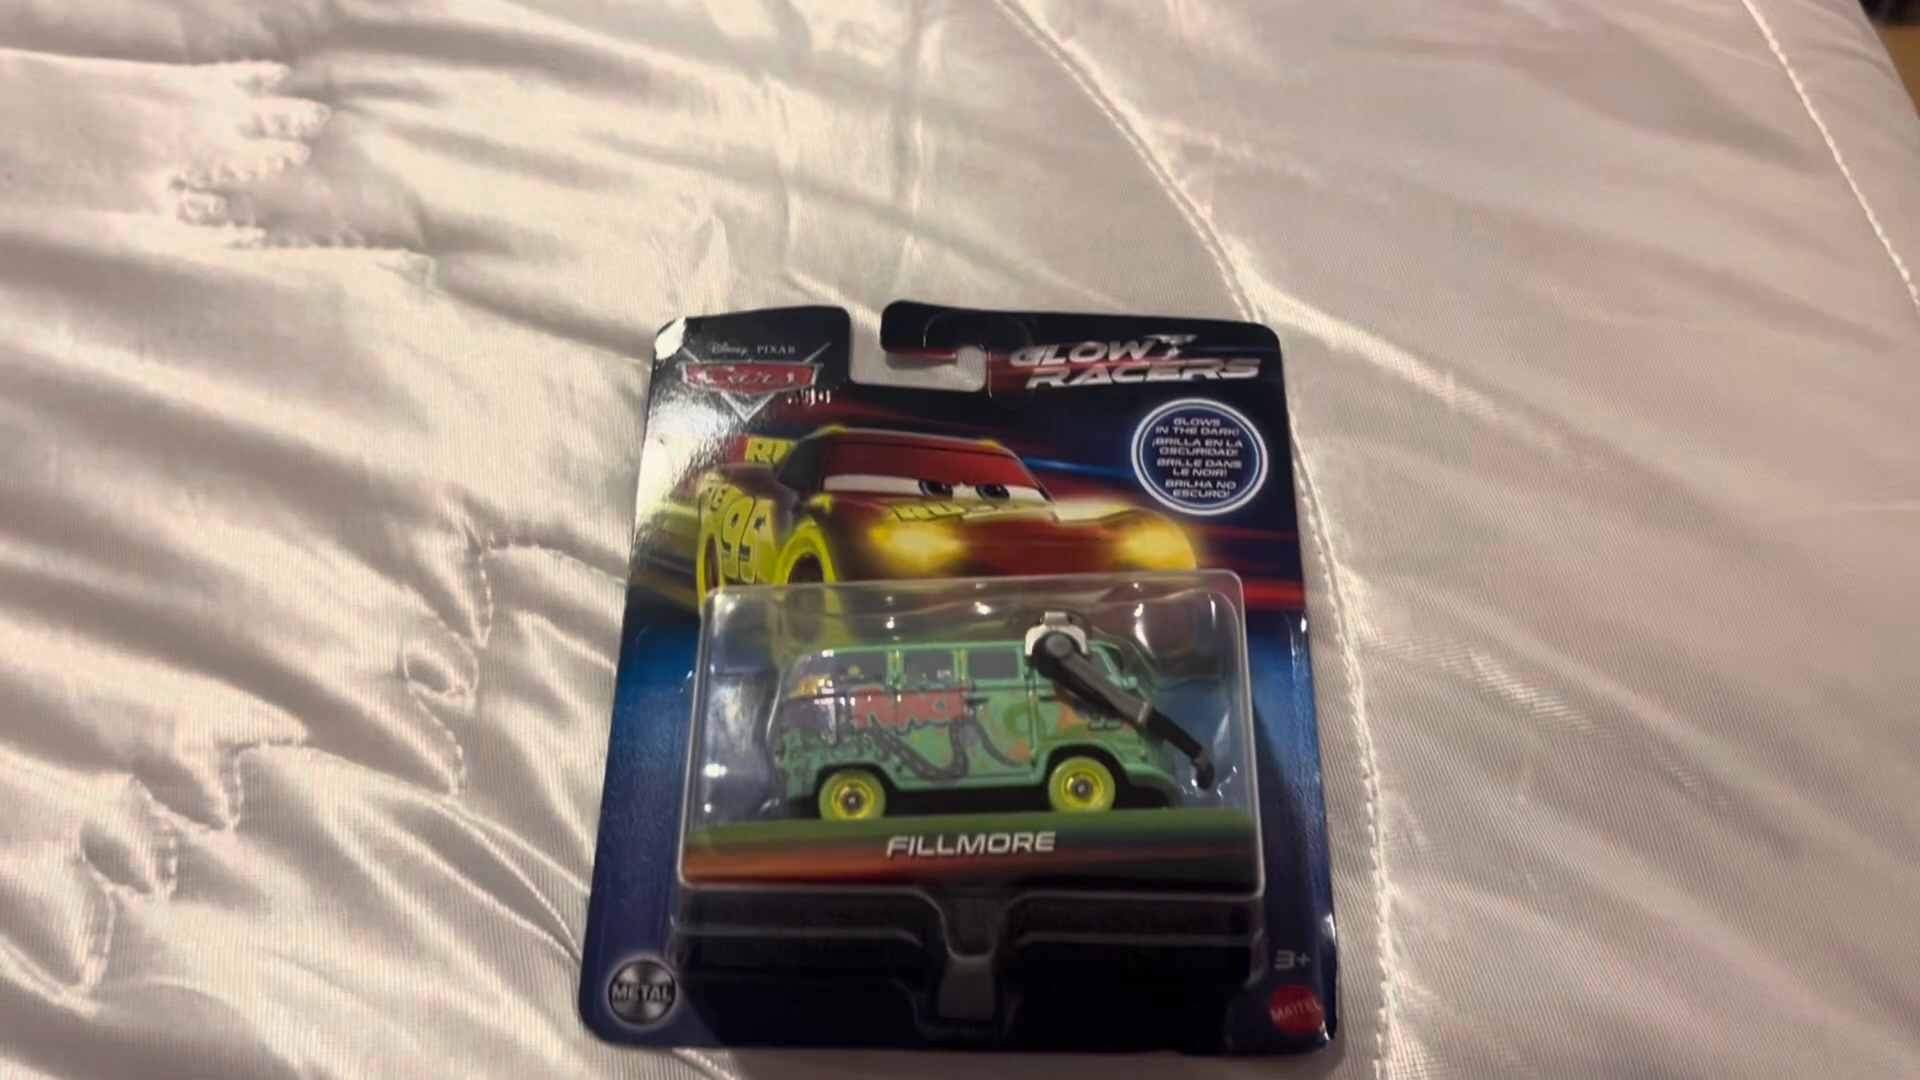 Disney PIXAR
Cars
GLOW
RACERS
GLOWS
IN THE DARK!
¡BRILLA EN LA
OSCURIDAD!
BRILLE DANS
LE NOIR!
BRILHA NO
ESCURO!
95
RACE
FILLMORE
METAL
3+
MATTEL